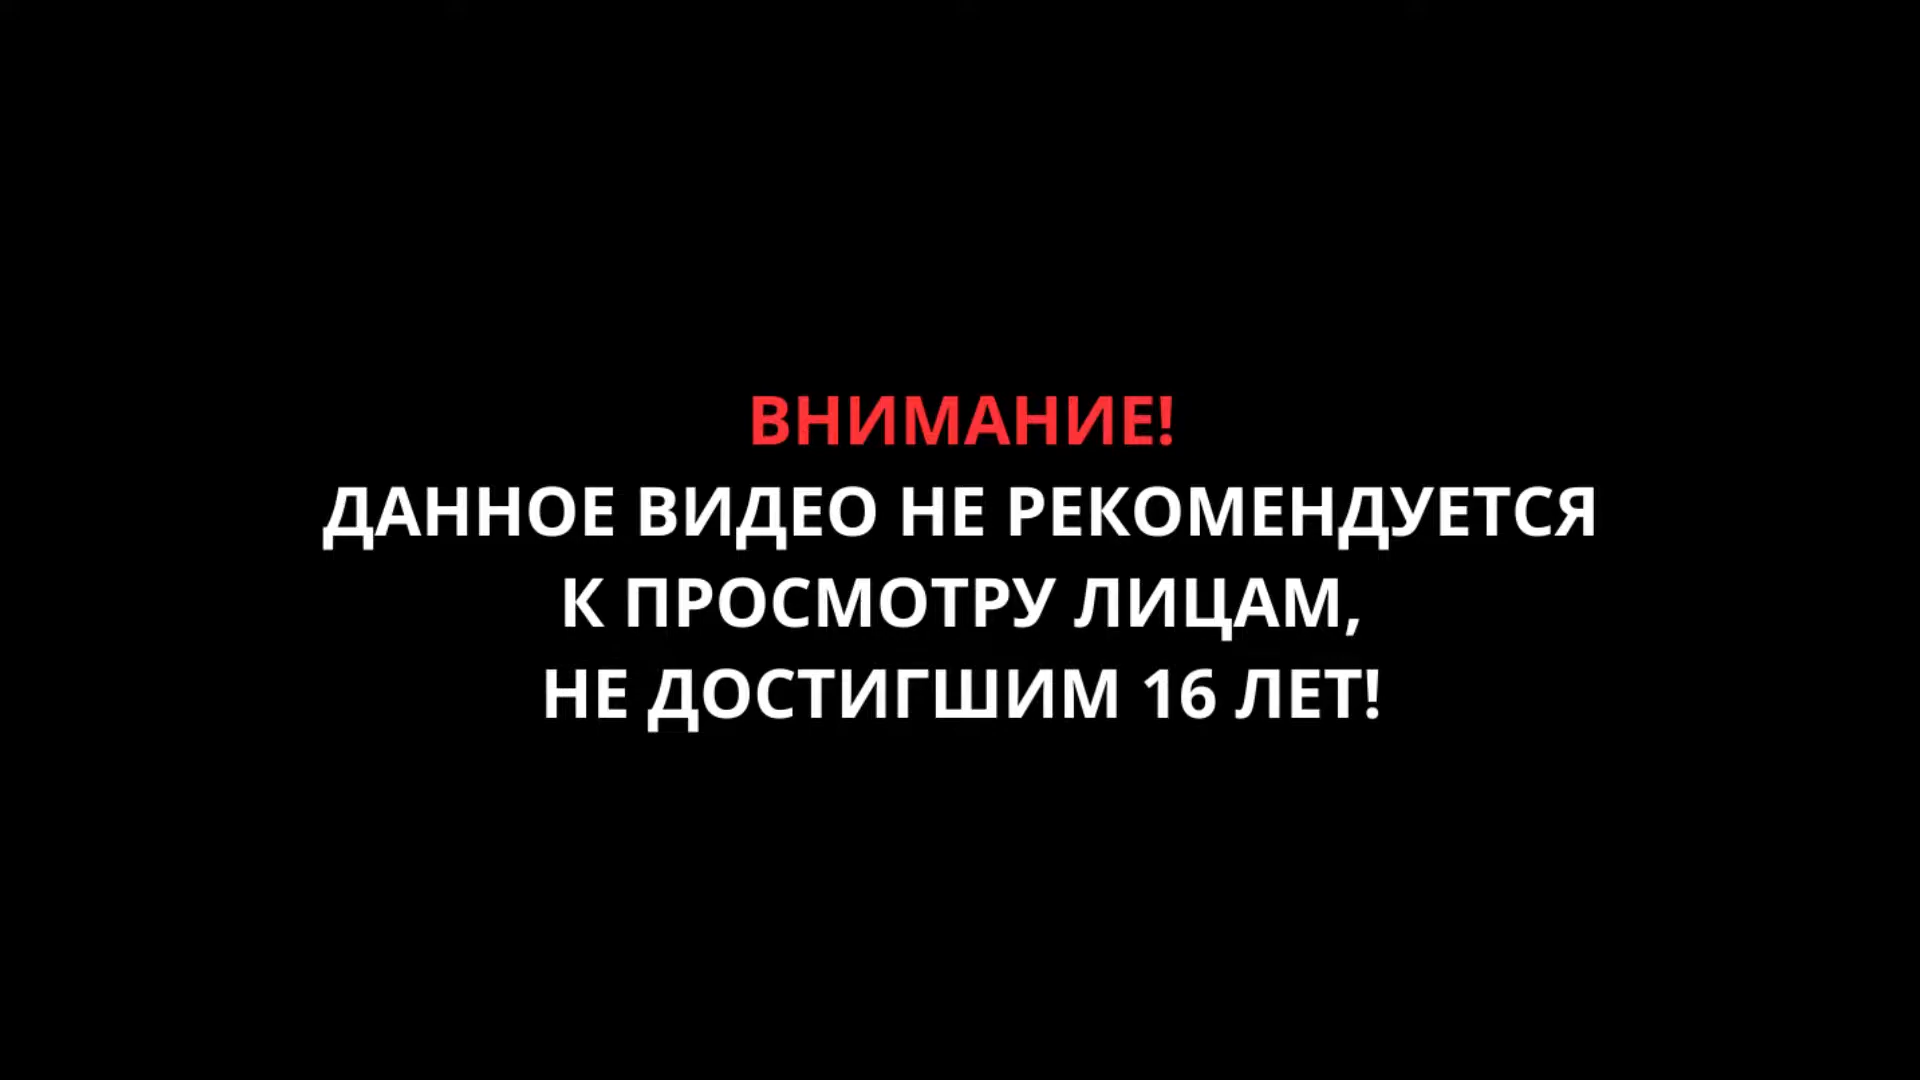 ВНИМАНИЕ!
ДАННОЕ ВИДЕО НЕ РЕКОМЕНДУЕТСЯ
К ПРОСМОТРУ ЛИЦАМ,
НЕ ДОСТИГШИМ 16 ЛЕТ!